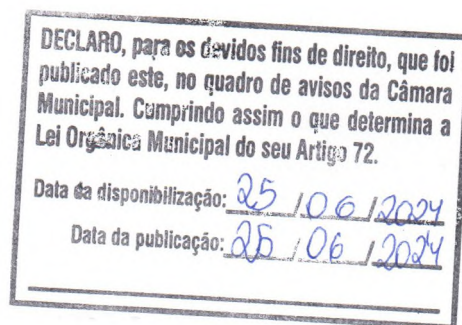 DECLARO, para os devidos fins de direito, que foi
publicado este, no quadro de avisos da Câmara
Municipal. Cumprindo assim o que determina a
Lei Orgânica Municipal do seu Artigo 72.
Data da disponibilização: 25 / 06 / 2024
Data da publicação: 26 / 06 / 2024